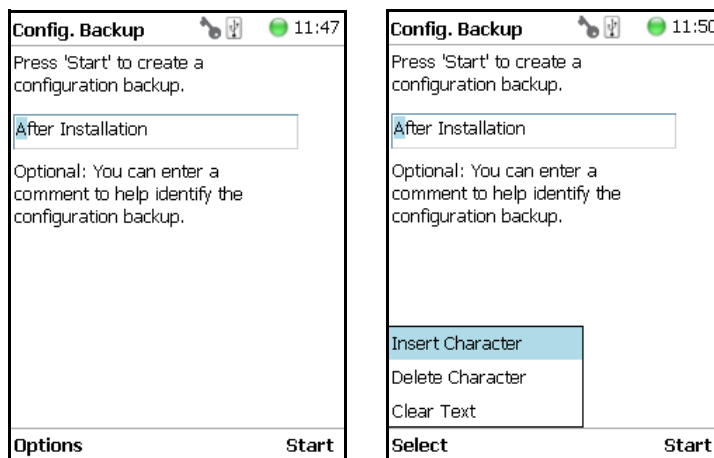 Config. Backup 11:47
Press 'Start' to create a
configuration backup.
After Installation
Optional: You can enter a
comment to help identify the
configuration backup.
Options Start
Config. Backup 11:50
Press 'Start' to create a
configuration backup.
After Installation
Optional: You can enter a
comment to help identify the
configuration backup.
Insert Character
Delete Character
Clear Text
Select Start